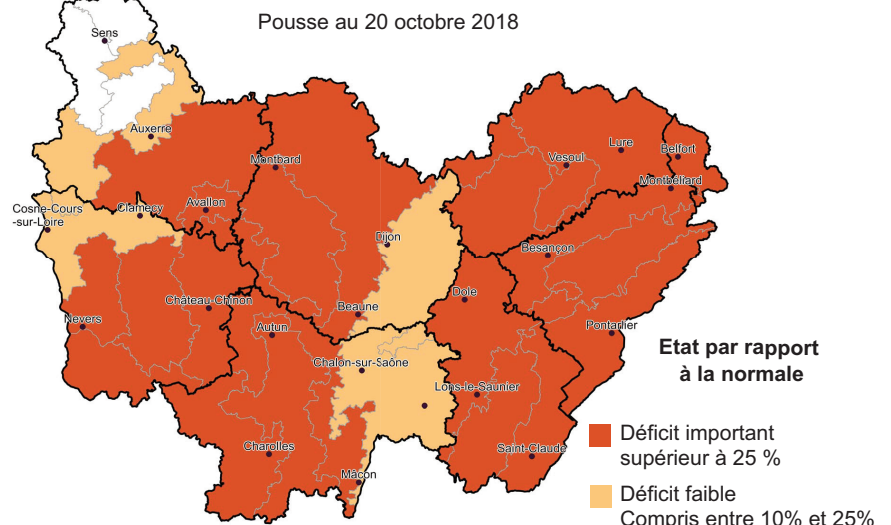 Pousse au 20 octobre 2018
Sens
Auxerre
Montbard
Vesoul
Lure
Belfort
Montbéliard
Cosne-Cours
-sur-Loire
Clamecy
Avallon
Dijon
Besançon
Nevers
Château-Chinon
Beaune
Dole
Autun
Pontarlier
Chalon-sur-Saône
Lons-le-Saunier
Charolles
Saint-Claude
Mâcon
Etat par rapport
à la normale
Déficit important
supérieur à 25 %
Déficit faible
Compris entre 10% et 25%